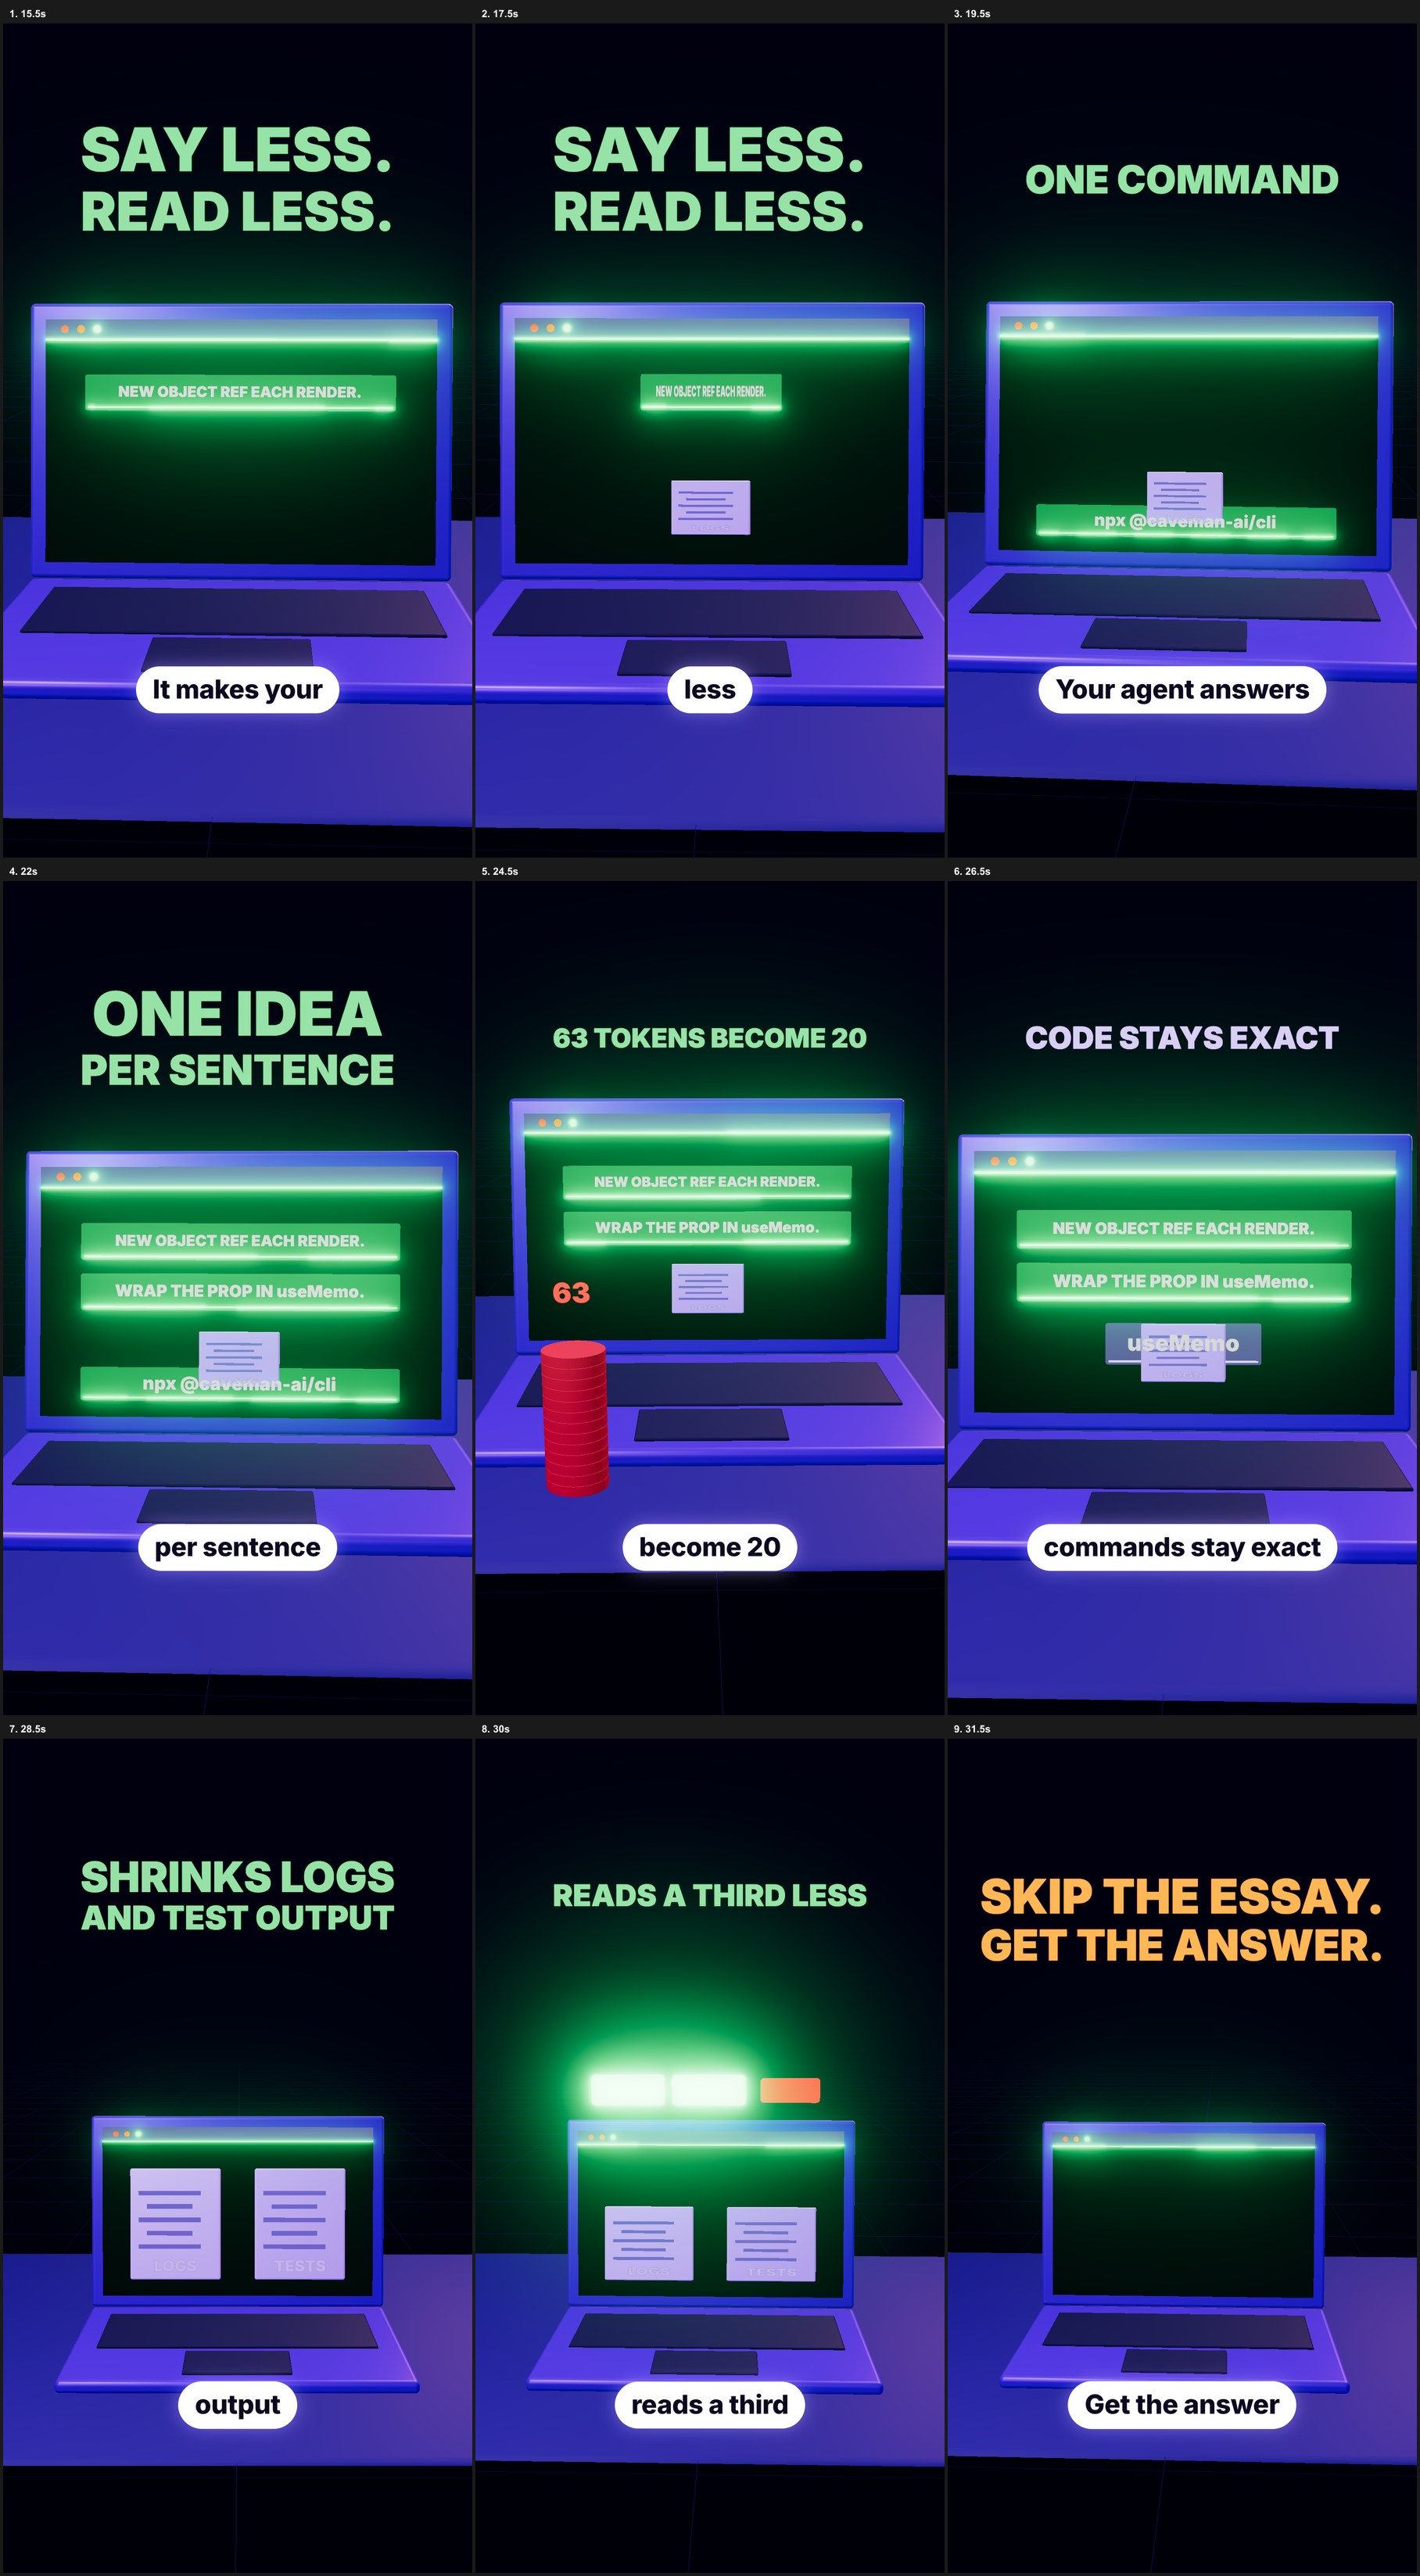 1. 15.5s
SAY LESS.
READ LESS.
NEW OBJECT REF EACH RENDER.
It makes your
2. 17.5s
SAY LESS.
READ LESS.
NEW OBJECT REF EACH RENDER.
less
3. 19.5s
ONE COMMAND
npx @caveman-ai/cli
Your agent answers
4. 22s
ONE IDEA
PER SENTENCE
NEW OBJECT REF EACH RENDER.
WRAP THE PROP IN useMemo.
npx @caveman-ai/cli
per sentence
5. 24.5s
63 TOKENS BECOME 20
NEW OBJECT REF EACH RENDER.
WRAP THE PROP IN useMemo.
63
become 20
6. 26.5s
CODE STAYS EXACT
NEW OBJECT REF EACH RENDER.
WRAP THE PROP IN useMemo.
useMemo
commands stay exact
7. 28.5s
SHRINKS LOGS
AND TEST OUTPUT
LOGS
TESTS
output
8. 30s
READS A THIRD LESS
LOGS
TESTS
reads a third
9. 31.5s
SKIP THE ESSAY.
GET THE ANSWER.
Get the answer